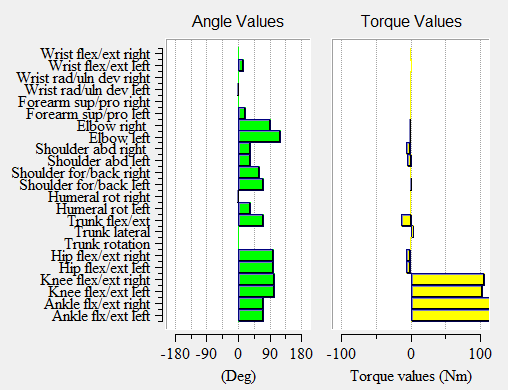 Angle Values
Torque Values
Wrist flex/ext right
Wrist flex/ext left
Wrist rad/uln dev right
Wrist rad/uln dev left
Forearm sup/pro right
Forearm sup/pro left
Elbow right
Elbow left
Shoulder abd right
Shoulder abd left
Shoulder for/back right
Shoulder for/back left
Humeral rot right
Humeral rot left
Trunk flex/ext
Trunk lateral
Trunk rotation
Hip flex/ext right
Hip flex/ext left
Knee flex/ext right
Knee flex/ext left
Ankle flx/ext right
Ankle flx/ext left
-180 -90 0 90 180
-100 0 100
(Deg)
Torque values (Nm)